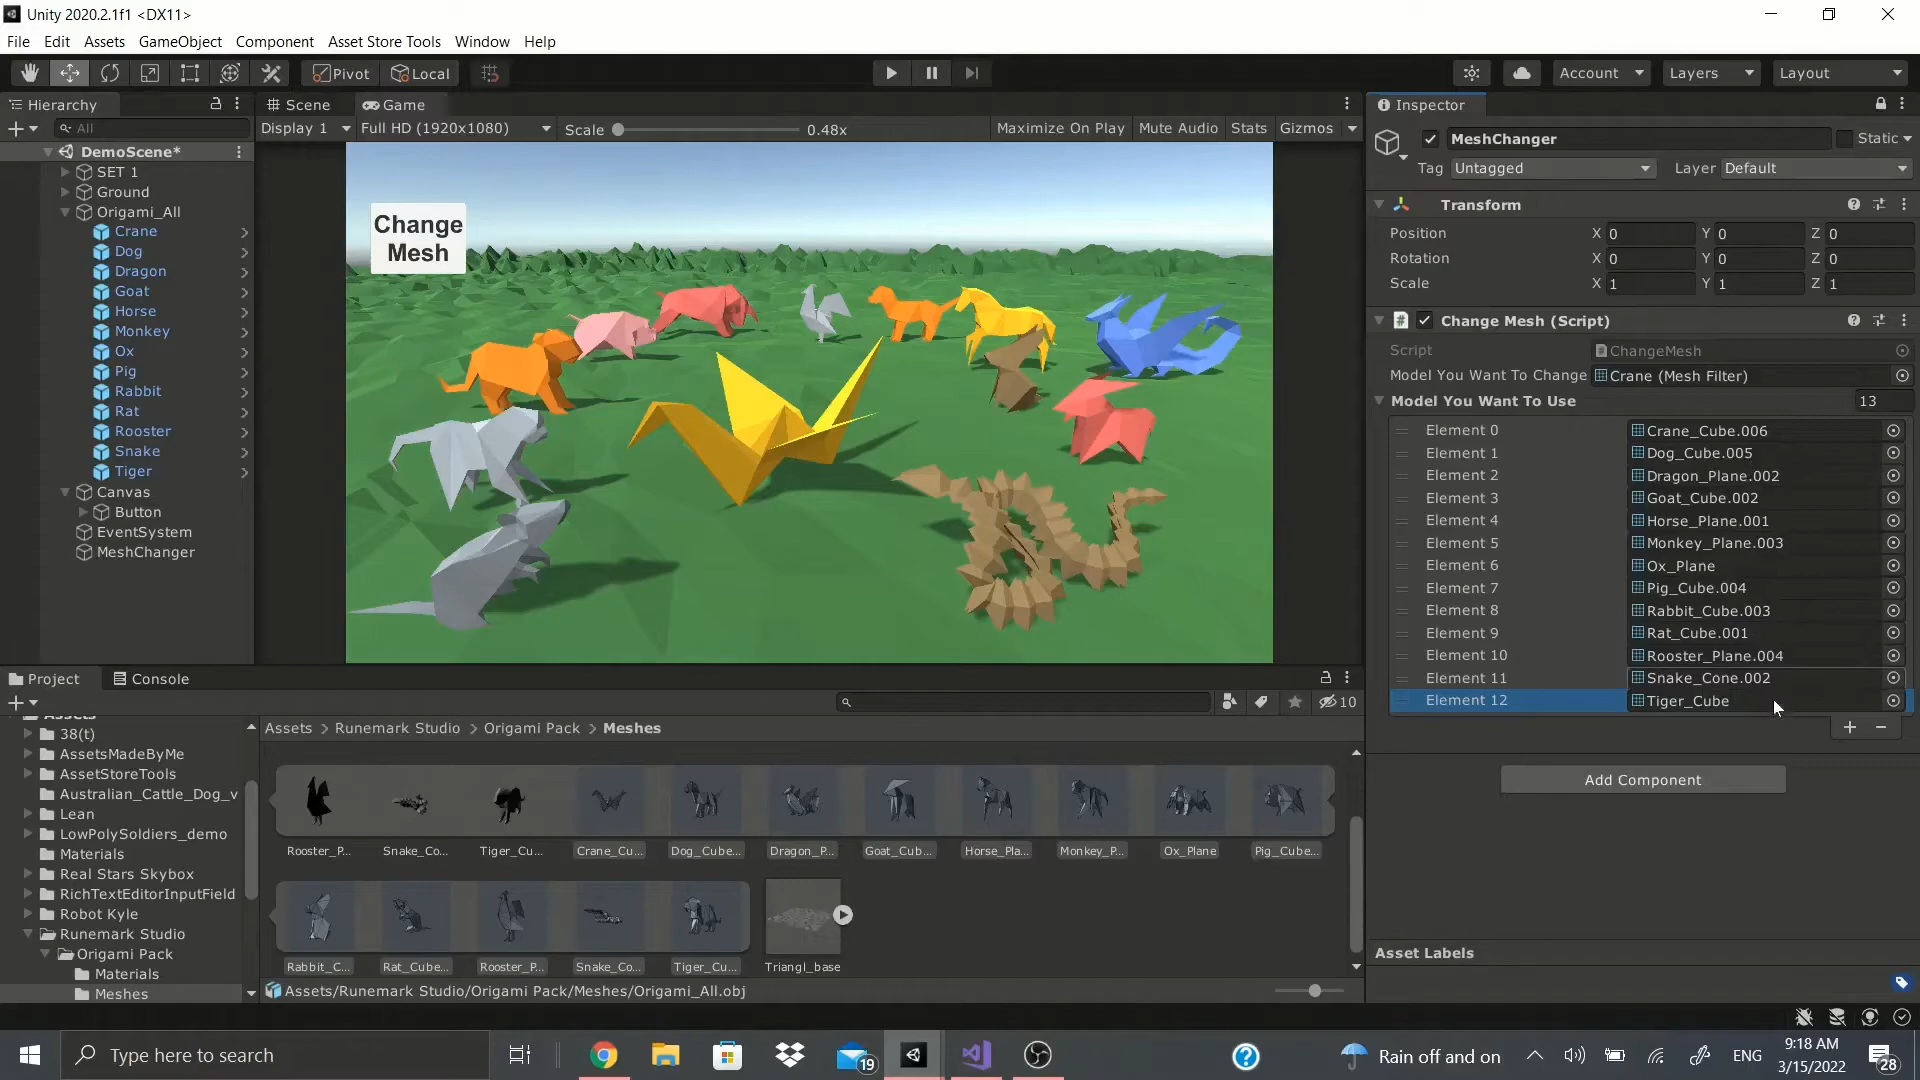 Unity 2020.2.1f1 <DX11>
File Edit Assets GameObject Component Asset Store Tools Window Help
Pivot Local Account Layers Layout
Hierarchy
All
DemoScene*
SET 1
Ground
Origami_All
Crane
Dog
Dragon
Goat
Horse
Monkey
Ox
Pig
Rabbit
Rat
Rooster
Snake
Tiger
Canvas
Button
EventSystem
MeshChanger
Scene Game
Display 1 Full HD (1920x1080) Scale 0.48x Maximize On Play Mute Audio Stats Gizmos
Change
Mesh
Inspector
MeshChanger Static
Tag Untagged Layer Default
Transform
Position X 0 Y 0 Z 0
Rotation X 0 Y 0 Z 0
Scale X 1 Y 1 Z 1
# Change Mesh (Script)
Script ChangeMesh
Model You Want To Change Crane (Mesh Filter)
Model You Want To Use 13
Element 0 Crane_Cube.006
Element 1 Dog_Cube.005
Element 2 Dragon_Plane.002
Element 3 Goat_Cube.002
Element 4 Horse_Plane.001
Element 5 Monkey_Plane.003
Element 6 Ox_Plane
Element 7 Pig_Cube.004
Element 8 Rabbit_Cube.003
Element 9 Rat_Cube.001
Element 10 Rooster_Plane.004
Element 11 Snake_Cone.002
Element 12 Tiger_Cube
Add Component
Asset Labels
Project Console
10
Assets
38(t)
AssetsMadeByMe
AssetStoreTools
Australian_Cattle_Dog_v
Lean
LowPolySoldiers_demo
Materials
Real Stars Skybox
RichTextEditorInputField
Robot Kyle
Runemark Studio
Origami Pack
Materials
Meshes
Assets > Runemark Studio > Origami Pack > Meshes
Rooster_P... Snake_Co... Tiger_Cu... Crane_Cu... Dog_Cube... Dragon_P... Goat_Cub... Horse_Pla... Monkey_P... Ox_Plane Pig_Cube...
Rabbit_C... Rat_Cube... Rooster_P... Snake_Co... Tiger_Cu... Triangl_base
Assets/Runemark Studio/Origami Pack/Meshes/Origami_All.obj
Type here to search
19
Rain off and on
ENG
9:18 AM
3/15/2022
28